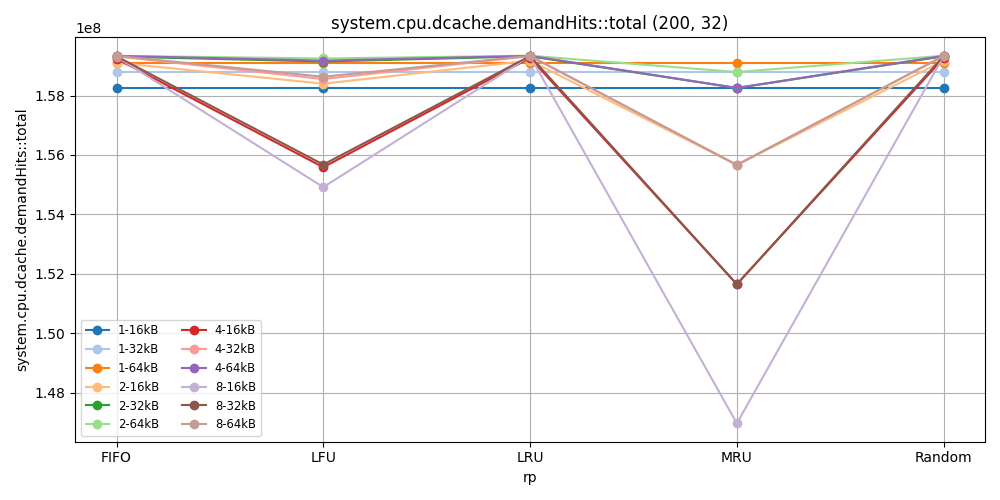 system.cpu.dcache.demandHits::total (200, 32)
1e8
system.cpu.dcache.demandHits::total
1.58
1.56
1.54
1.52
1.50
1.48
1-16kB
1-32kB
1-64kB
2-16kB
2-32kB
2-64kB
4-16kB
4-32kB
4-64kB
8-16kB
8-32kB
8-64kB
FIFO LFU LRU MRU Random
rp